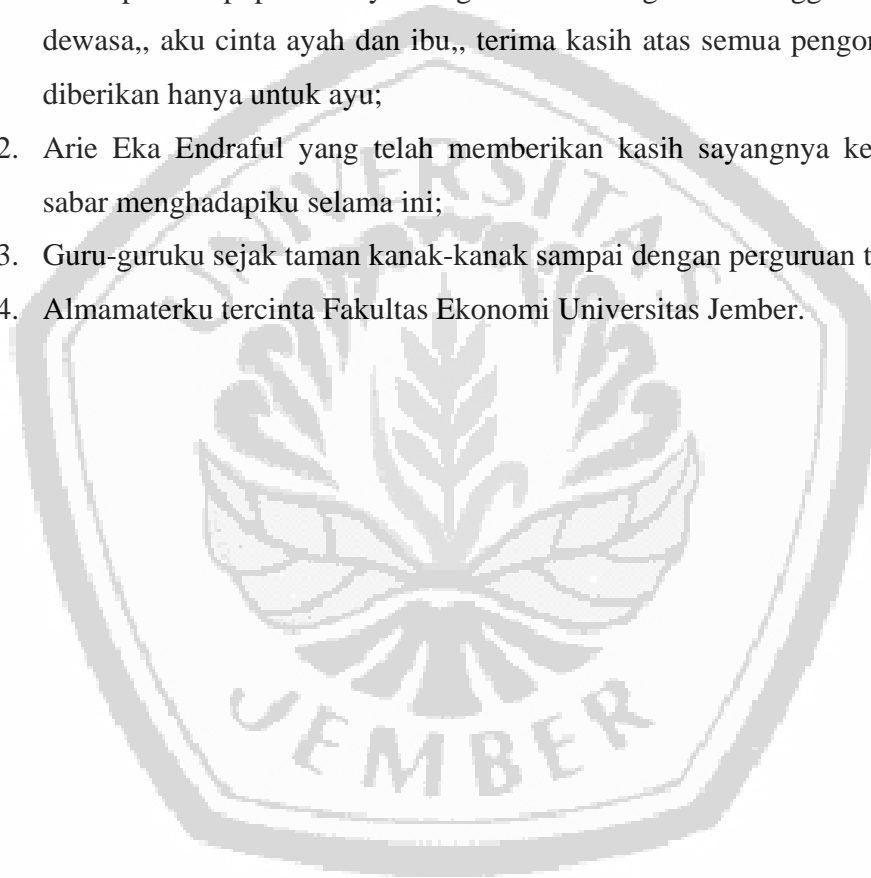 dewasa,, aku cinta ayah dan ibu,, terima kasih atas semua
diberikan hanya untuk ayu;
2. Arie Eka Endraful yang telah memberikan kasih sayangnya
sabar menghadapiku selama ini;
3. Guru-guruku sejak taman kanak-kanak sampai dengan perguruan
4. Almamaterku tercinta Fakultas Ekonomi Universitas Jember.
UNIVERSITAS
JEMBER